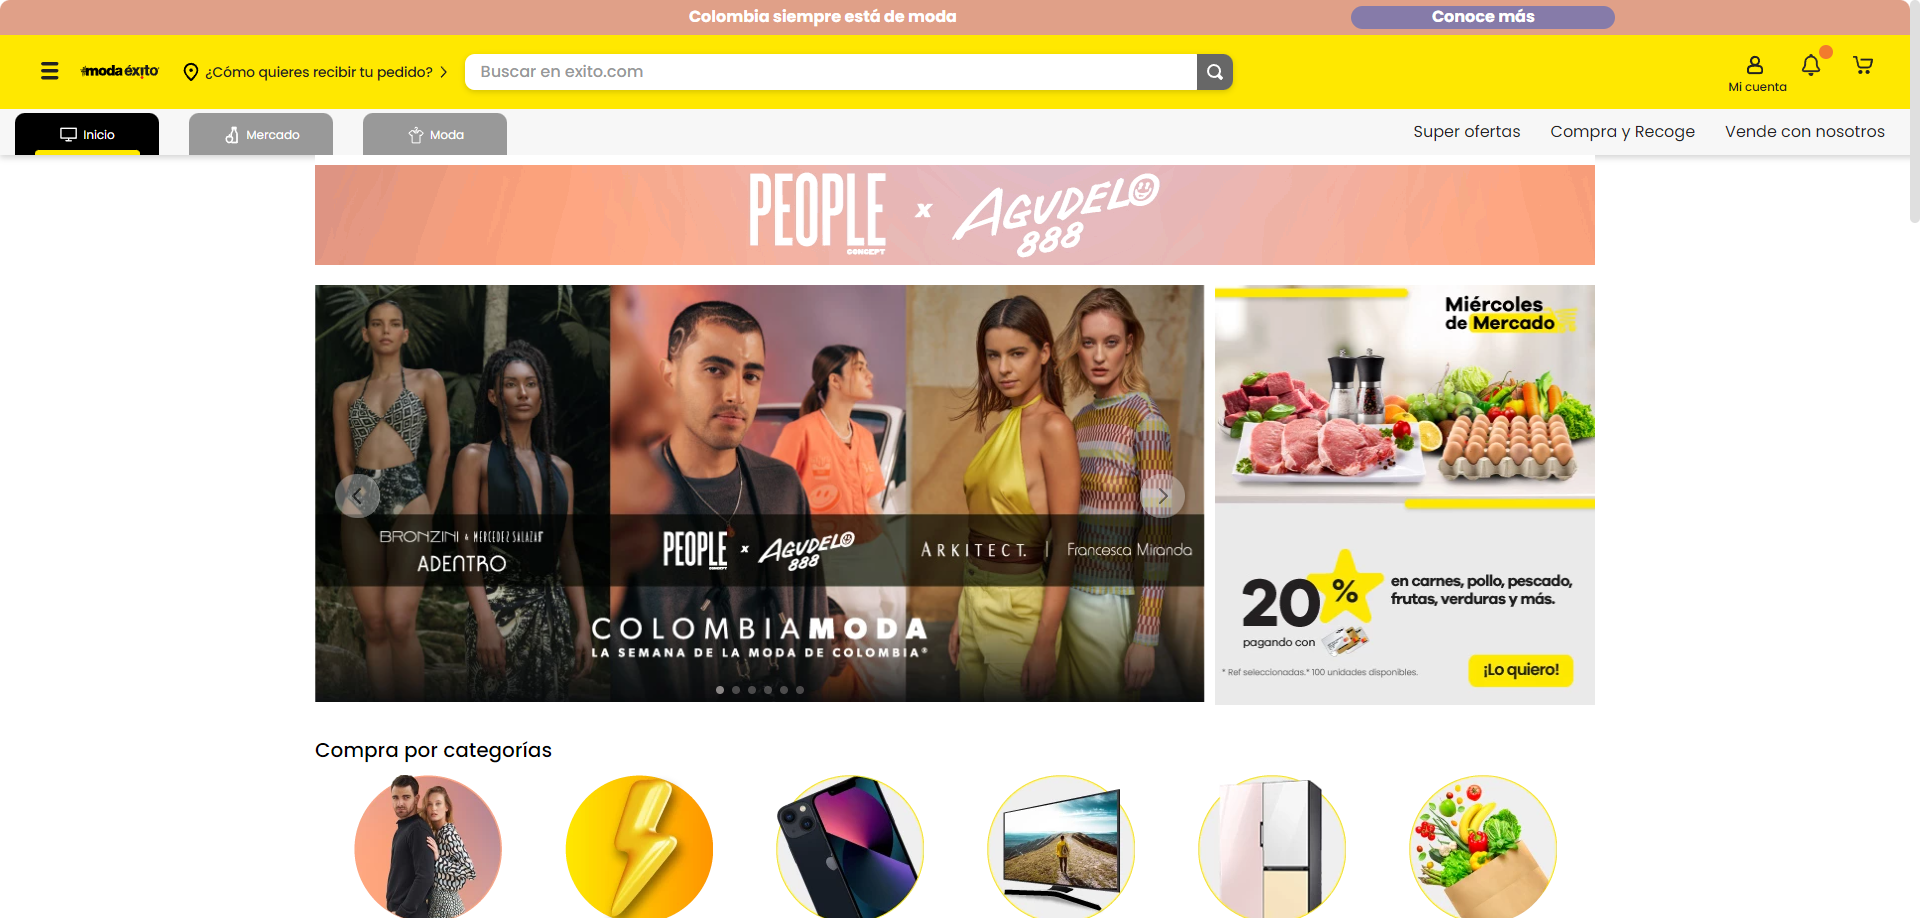 Colombia siempre está de moda
Conoce más
#moda éxito
¿Cómo quieres recibir tu pedido?
Buscar en exito.com
Mi cuenta
Inicio
Mercado
Moda
Super ofertas
Compra y Recoge
Vende con nosotros
PEOPLE
CONCEPT
x
AGUDELO
888
BRONZINI & MERCEDEZ SALAZAR
ADENTRO
PEOPLE
CONCEPT
x
AGUDELO
888
ARKITECT. | Francesca Miranda
COLOMBIAMODA
LA SEMANA DE LA MODA DE COLOMBIA®
Miércoles
de Mercado
20%
en carnes, pollo, pescado,
frutas, verduras y más.
pagando con
* Ref seleccionadas.* 100 unidades disponibles.
¡Lo quiero!
Compra por categorías